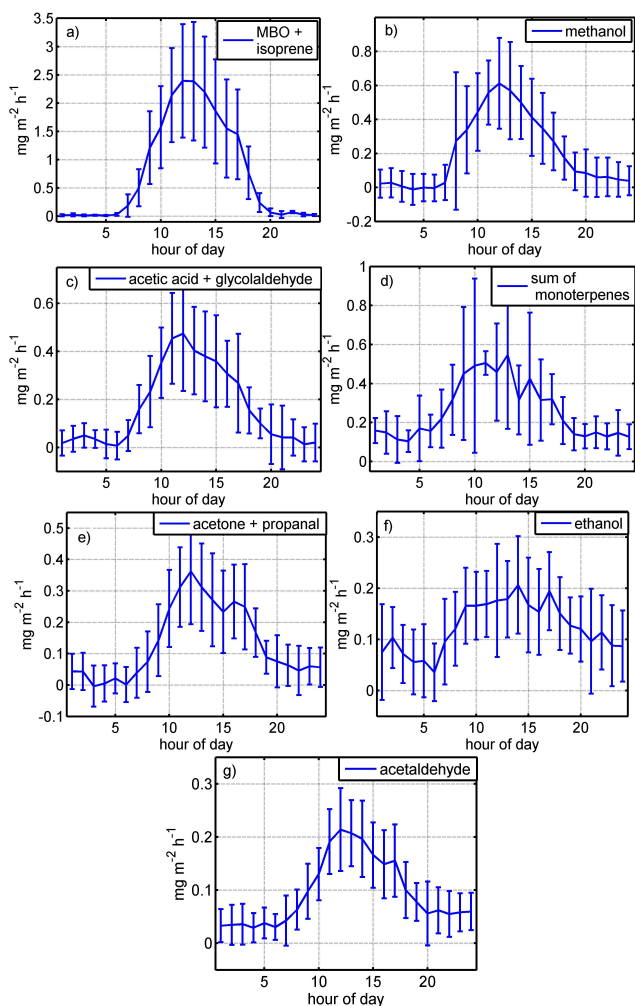 a)
MBO +
isoprene
3.5
3
2.5
2
1.5
1
0.5
0
mg m⁻² h⁻¹
5 10 15 20
hour of day
b)
methanol
0.8
0.6
0.4
0.2
0
-0.2
mg m⁻² h⁻¹
5 10 15 20
hour of day
c)
acetic acid + glycolaldehyde
0.6
0.4
0.2
0
mg m⁻² h⁻¹
5 10 15 20
hour of day
d)
sum of
monoterpenes
1
0.8
0.6
0.4
0.2
0
mg m⁻² h⁻¹
5 10 15 20
hour of day
e)
acetone + propanal
0.5
0.4
0.3
0.2
0.1
0
-0.1
mg m⁻² h⁻¹
5 10 15 20
hour of day
f)
ethanol
0.3
0.2
0.1
0
mg m⁻² h⁻¹
5 10 15 20
hour of day
g)
acetaldehyde
0.3
0.2
0.1
0
mg m⁻² h⁻¹
5 10 15 20
hour of day